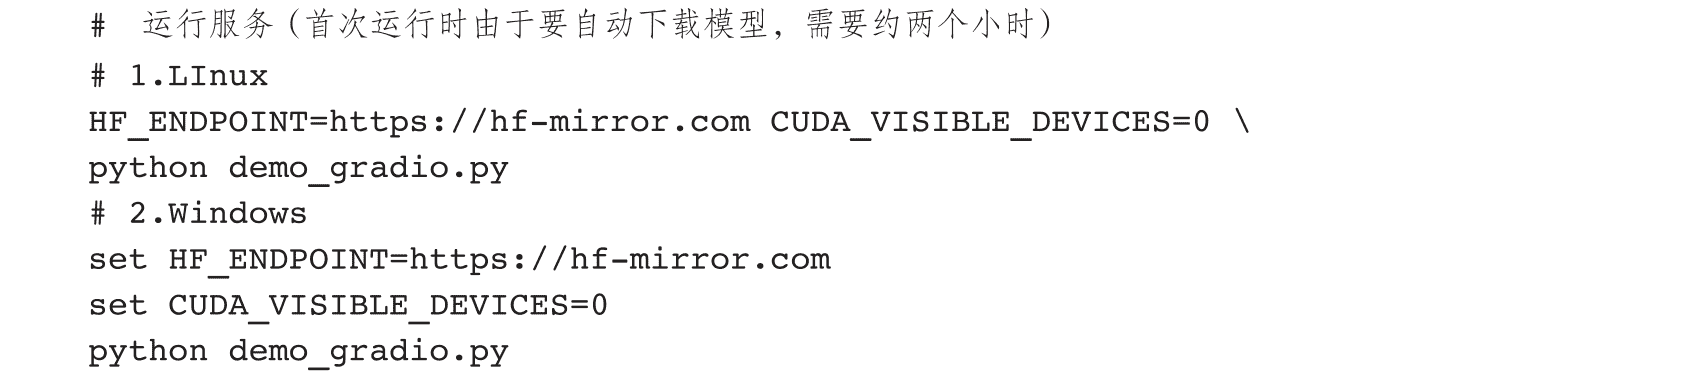 # 运行服务（首次运行时由于要自动下载模型，需要约两个小时）
# 1.LInux
HF_ENDPOINT=https://hf-mirror.com CUDA_VISIBLE_DEVICES=0 \
python demo_gradio.py
# 2.Windows
set HF_ENDPOINT=https://hf-mirror.com
set CUDA_VISIBLE_DEVICES=0
python demo_gradio.py